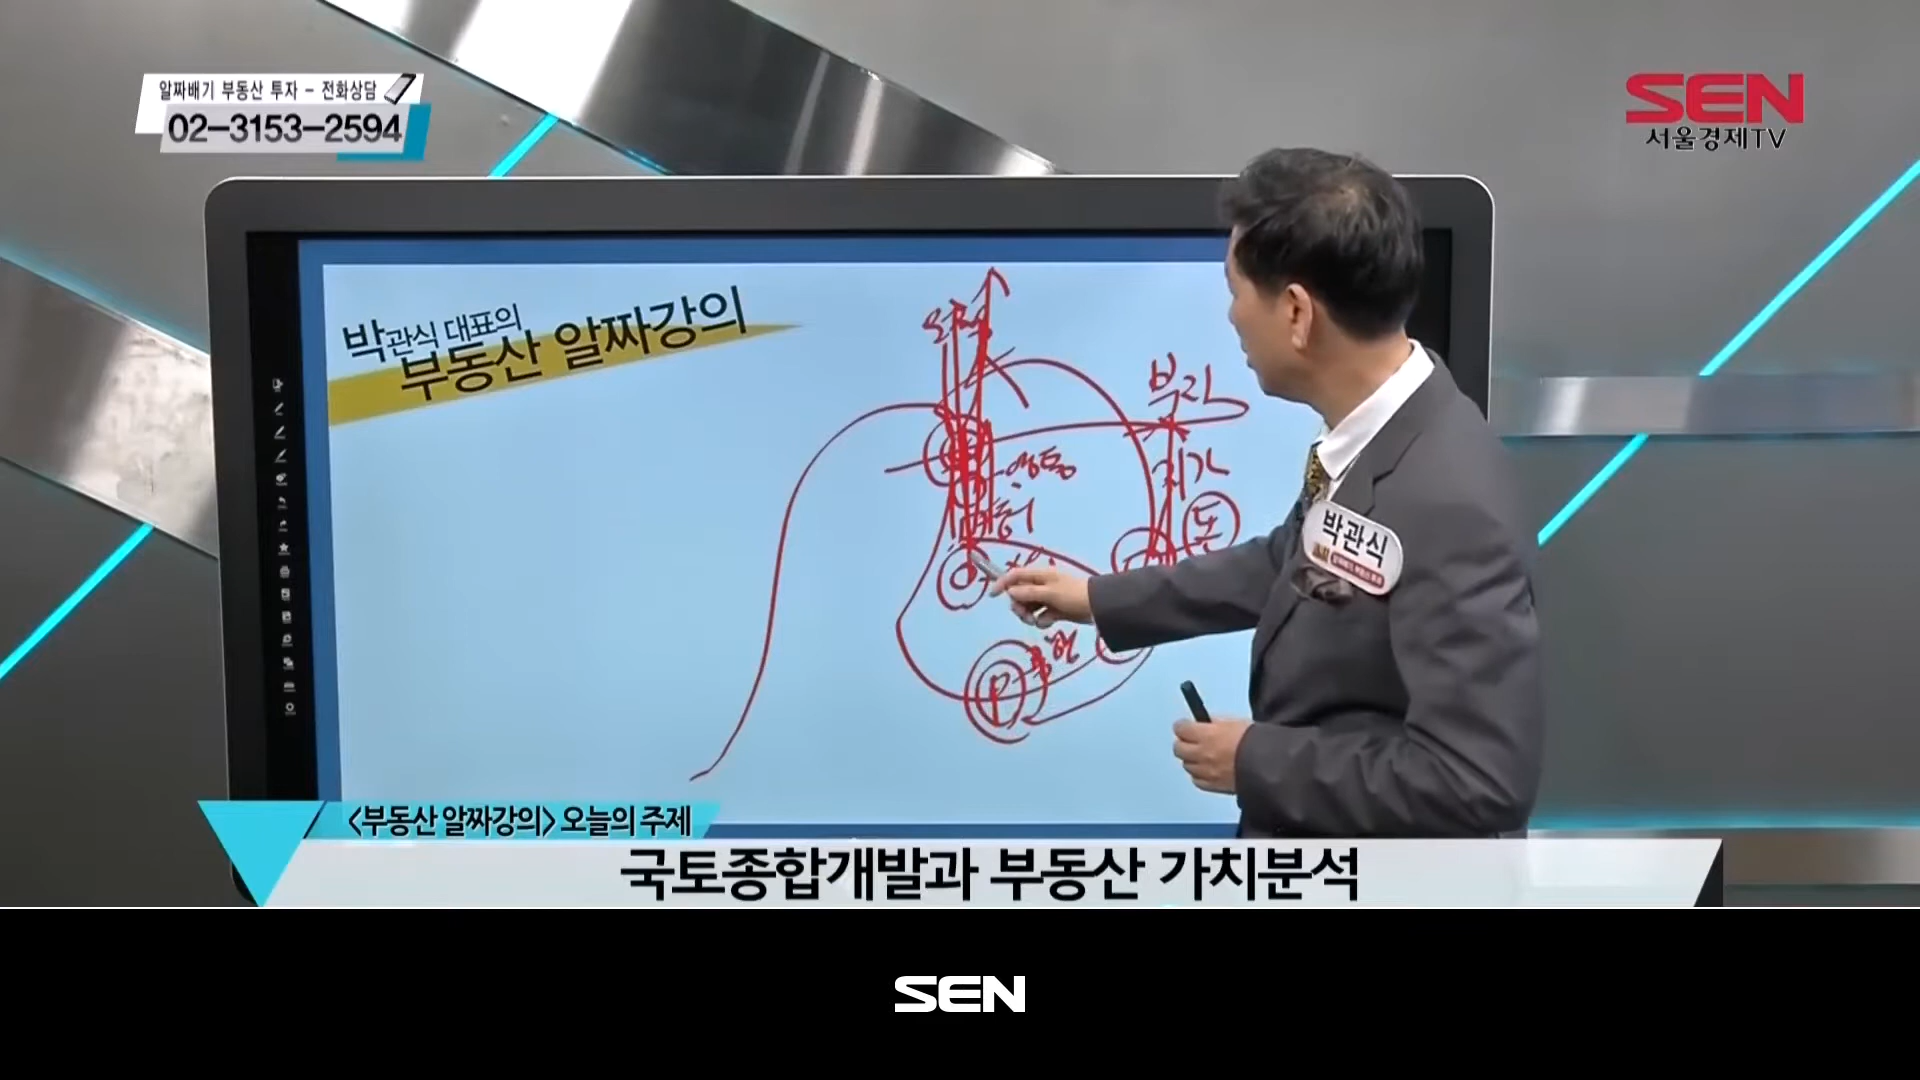 알짜배기 부동산 투자 - 전화상담
02-3153-2594
SEN
서울경제TV
박관식 대표의
부동산 알짜강의
부자
돈
박관식
<부동산 알짜강의> 오늘의 주제
국토종합개발과 부동산 가치분석
SEN